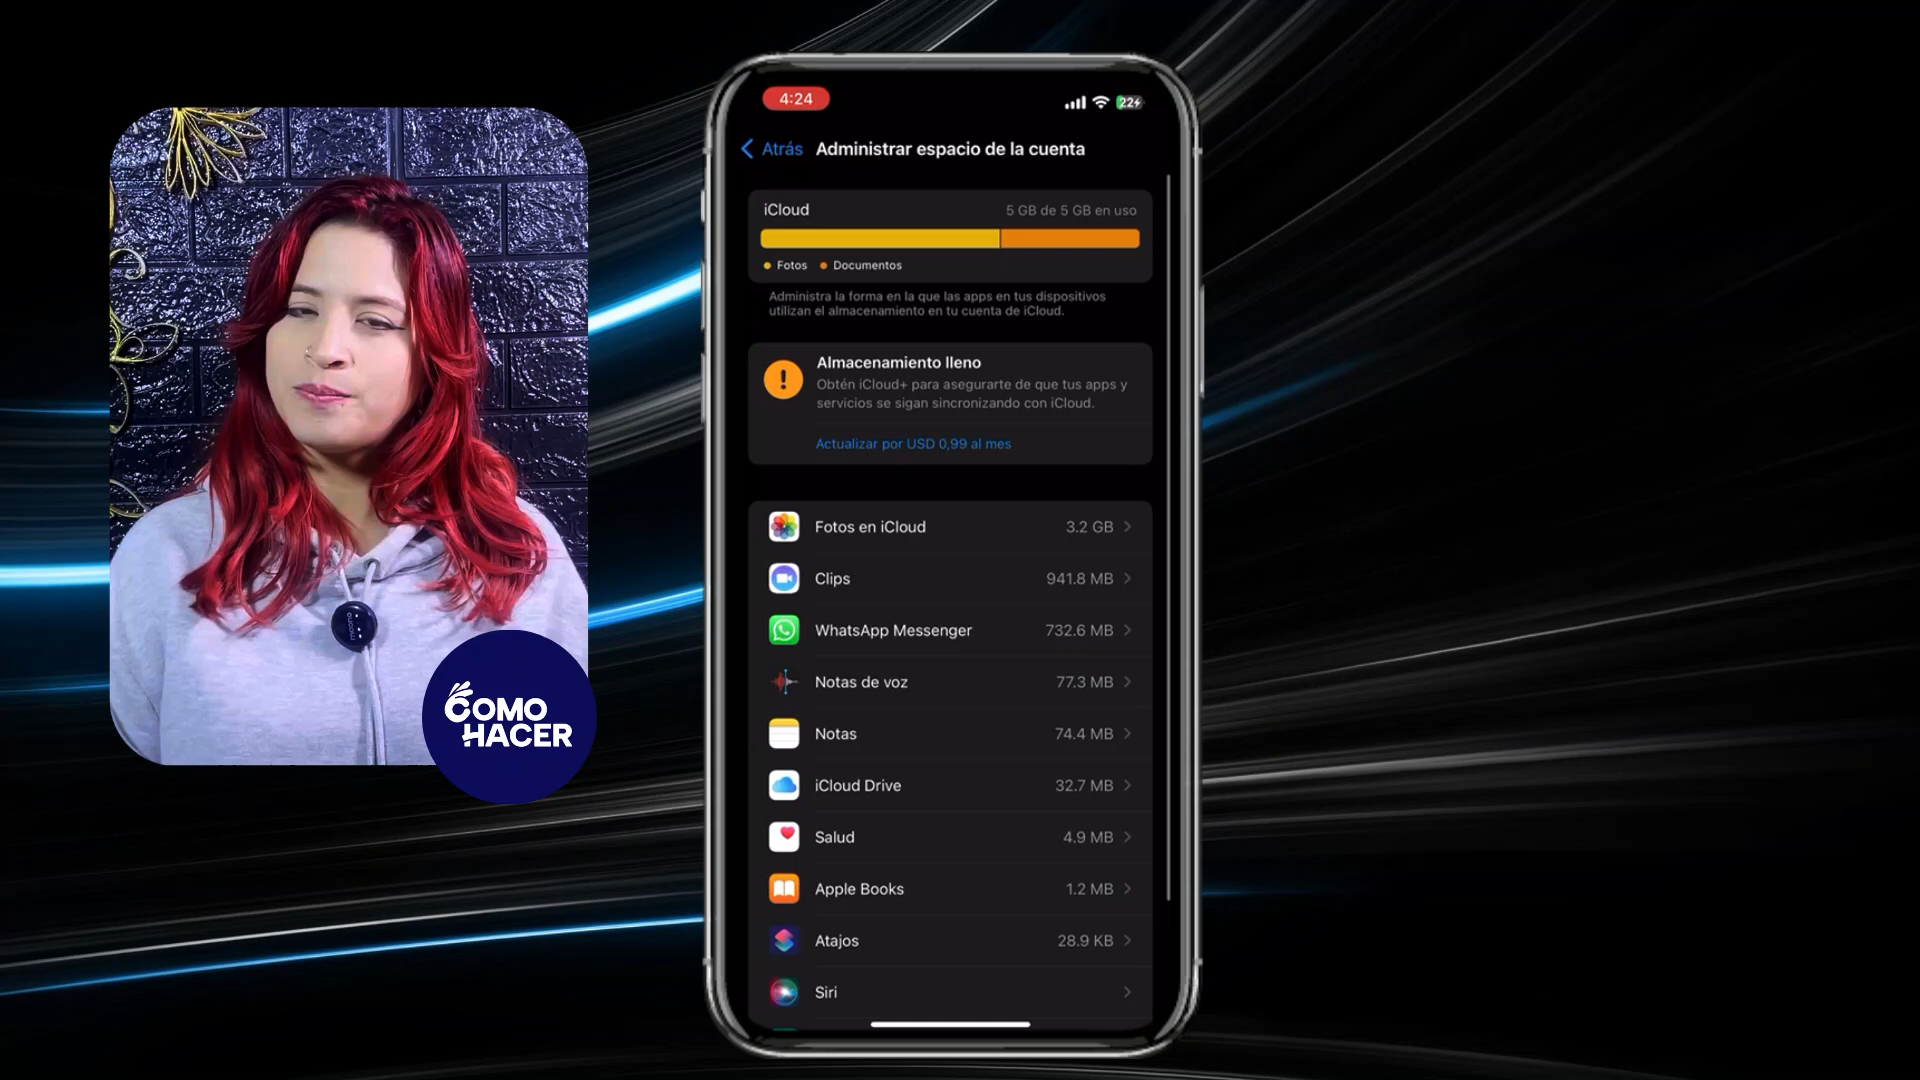 4:24
22
Atrás Administrar espacio de la cuenta
iCloud 5 GB de 5 GB en uso
Fotos Documentos
Administra la forma en la que las apps en tus dispositivos
utilizan el almacenamiento en tu cuenta de iCloud.
Almacenamiento lleno
Obtén iCloud+ para asegurarte de que tus apps y
servicios se sigan sincronizando con iCloud.
Actualizar por USD 0,99 al mes
Fotos en iCloud 3.2 GB
Clips 941.8 MB
WhatsApp Messenger 732.6 MB
Notas de voz 77.3 MB
Notas 74.4 MB
iCloud Drive 32.7 MB
Salud 4.9 MB
Apple Books 1.2 MB
Atajos 28.9 KB
Siri
COMO
HACER